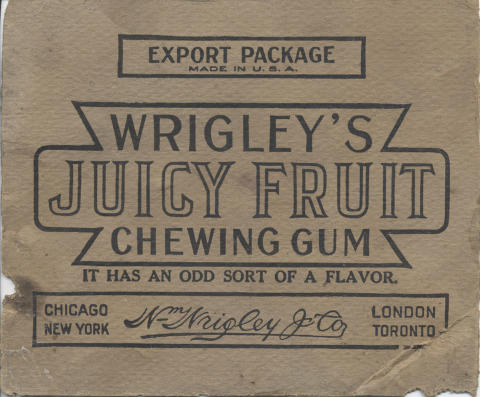 EXPORT PACKAGE
MADE IN U.S.A.
WRIGLEY'S
JUICY FRUIT
CHEWING GUM
IT HAS AN ODD SORT OF A FLAVOR.
CHICAGO
NEW YORK
Wm Wrigley Jr Co
LONDON
TORONTO